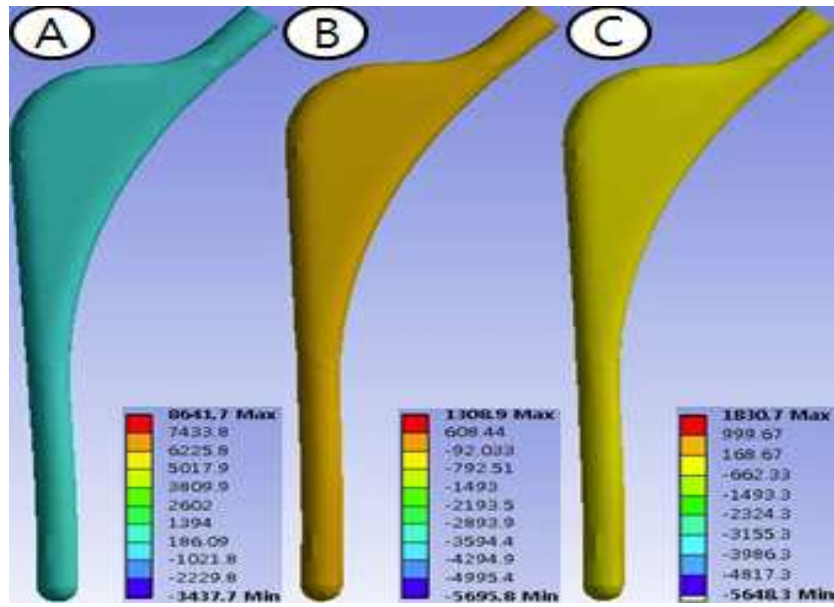 A
B
C
8641.7 Max
7433.8
6225.8
5017.9
3809.9
2602
1394
186.09
-1021.8
-2229.8
-3437.7 Min
1308.9 Max
608.44
-92.033
-792.51
-1493
-2193.5
-2893.9
-3594.4
-4294.9
-4995.4
-5695.8 Min
1830.7 Max
999.67
168.67
-662.33
-1493.3
-2324.3
-3155.3
-3986.3
-4817.3
-5648.3 Min